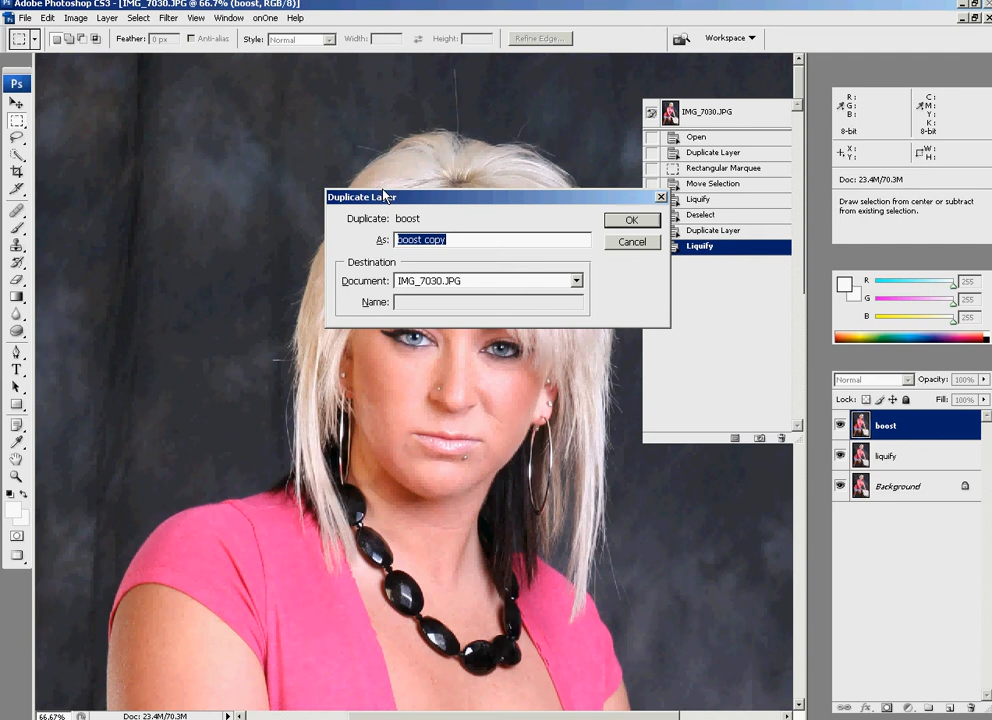 Adobe Photoshop CS3 - [IMG_7030.JPG @ 66.7% (boost, RGB/8)]
File Edit Image Layer Select Filter View Window onOne Help
Feather: 0 px Anti-alias Style: Normal Width: Height: Refine Edge... Workspace
Ps
IMG_7030.JPG
Open
Duplicate Layer
Rectangular Marquee
Move Selection
Liquify
Deselect
Duplicate Layer
Liquify
Duplicate Layer
Duplicate: boost
As: boost copy
Destination
Document: IMG_7030.JPG
Name:
OK
Cancel
R: C:
G: M:
B: Y:
K:
8-bit 8-bit
X: W:
Y: H:
Doc: 23.4M/70.3M
Draw selection from center or subtract
from existing selection.
R 255
G 255
B 255
Normal Opacity: 100%
Lock: Fill: 100%
boost
liquify
Background
T
66.67% Doc: 23.4M/70.3M